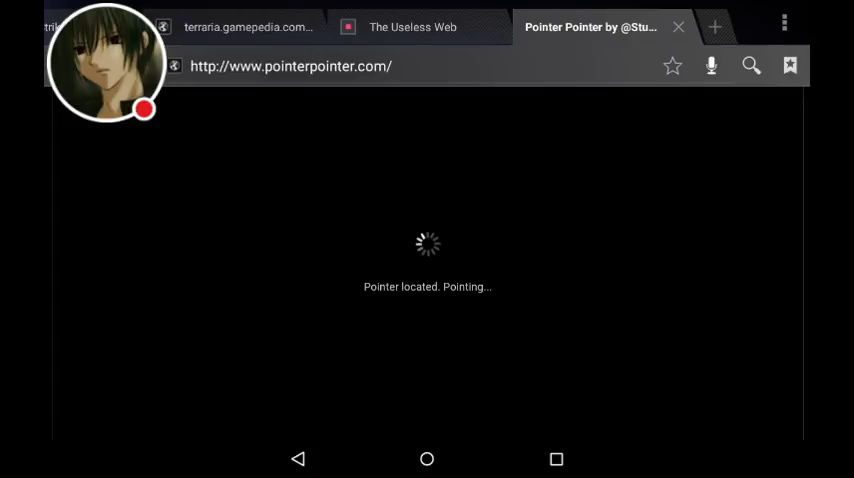 terraria.gamepedia.com...
The Useless Web
Pointer Pointer by @Stu...
http://www.pointerpointer.com/
Pointer located. Pointing...